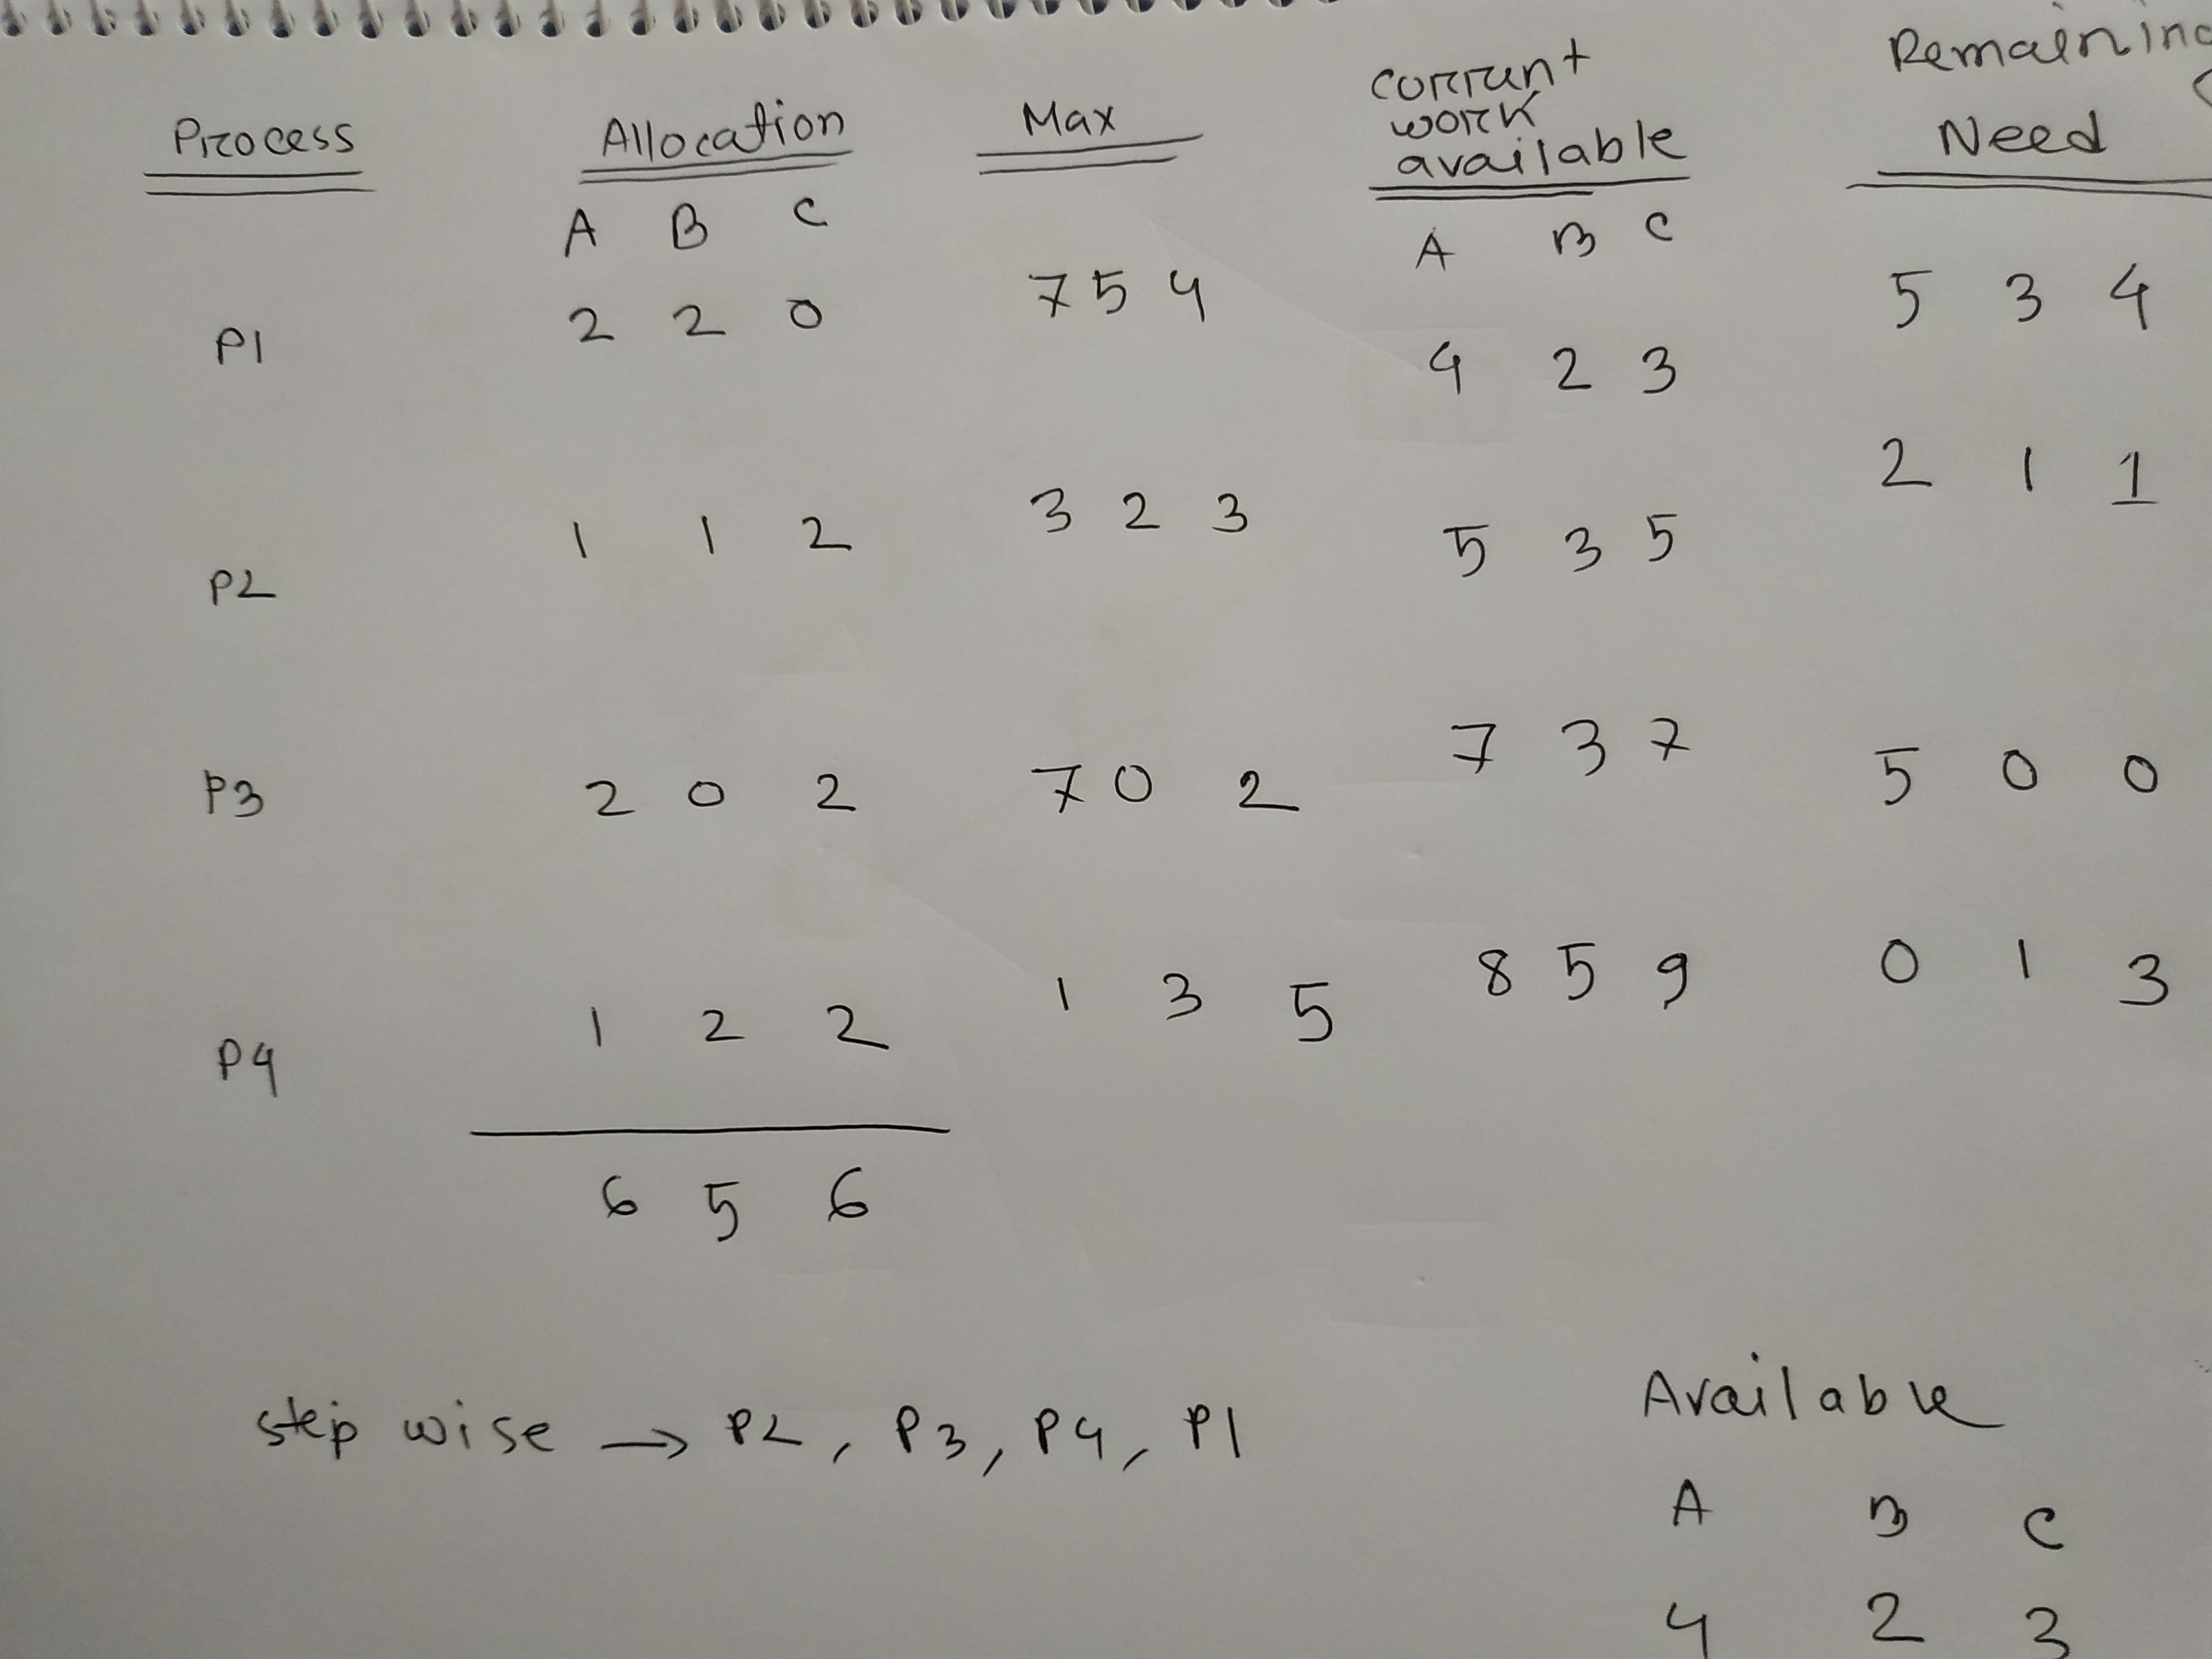 Remaining
Process Allocation Max current work available Need
A B C A B C
P1 2 2 0 7 5 4 4 2 3 5 3 4
P2 1 1 2 3 2 3 5 3 5 2 1 1
P3 2 0 2 7 0 2 7 3 7 5 0 0
P4 1 2 2 1 3 5 8 5 9 0 1 3
6 5 6
Step wise → P2, P3, P4, P1
Available
A B C
4 2 3